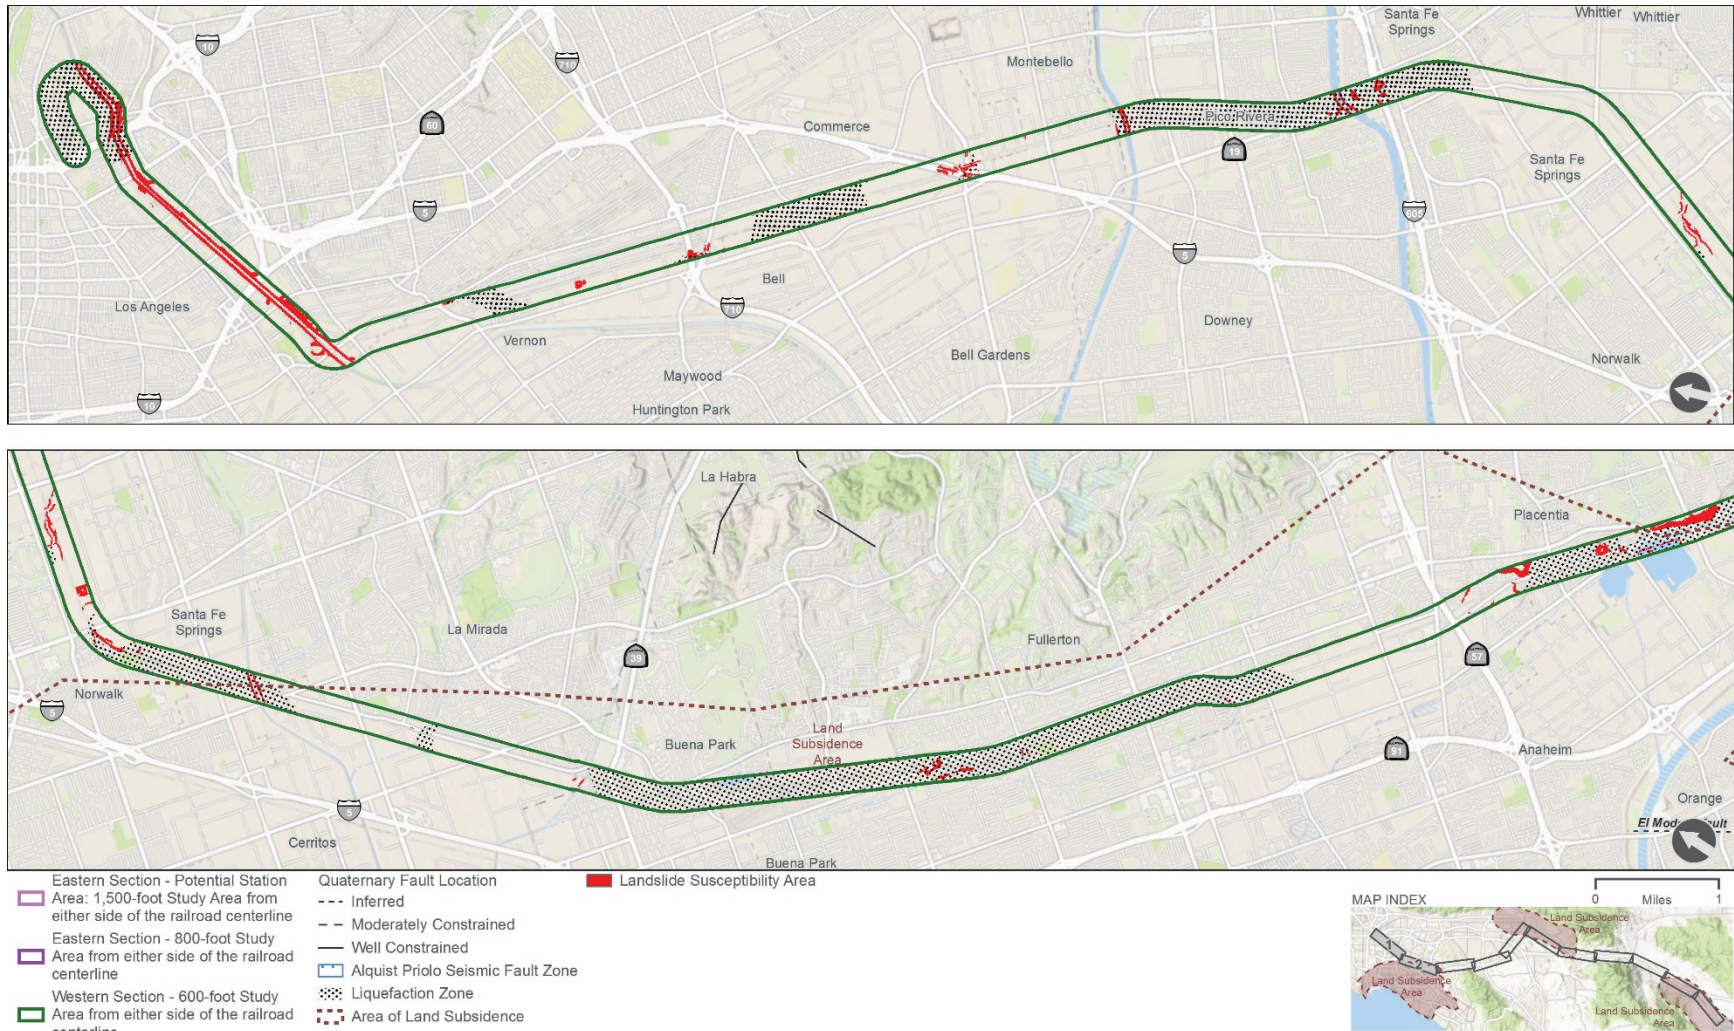 Santa Fe
Springs
Whittier
Whittier
10
710
Montebello
60
Commerce
Pico Rivera
19
Santa Fe
Springs
5
605
5
Bell
Los Angeles
710
Vernon
Downey
Bell Gardens
Norwalk
Maywood
10
Huntington Park
La Habra
Placentia
Santa Fe
Springs
La Mirada
Fullerton
39
57
Norwalk
5
Land
Subsidence
Area
Buena Park
91
Anaheim
Orange
5
El Mode
ult
Cerritos
Buena Park
Eastern Section - Potential Station
Area: 1,500-foot Study Area from
either side of the railroad centerline
Eastern Section - 800-foot Study
Area from either side of the railroad
centerline
Western Section - 600-foot Study
Area from either side of the railroad
Quaternary Fault Location
Inferred
Moderately Constrained
Well Constrained
Alquist Priolo Seismic Fault Zone
Liquefaction Zone
Area of Land Subsidence
Landslide Susceptibility Area
0 Miles 1
MAP INDEX
Land Subsidence
Area
1
2
Land Subsidence
Area
Land Subsidence
Area